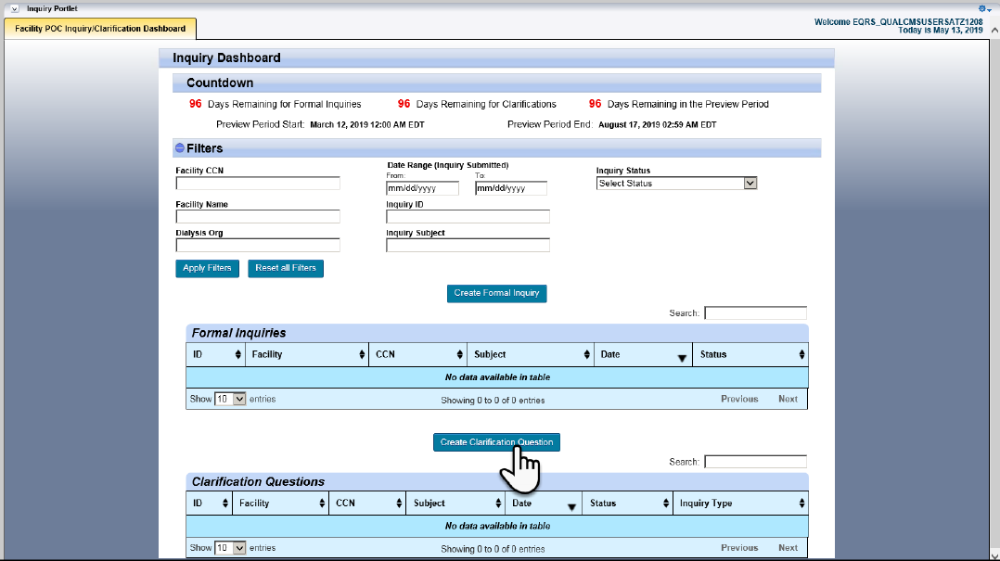 Inquiry Portlet
Facility POC Inquiry/Clarification Dashboard
Welcome EQRS_QUALCMSUSERSATZ1208
Today is May 13, 2019
Inquiry Dashboard
Countdown
96 Days Remaining for Formal Inquiries 96 Days Remaining for Clarifications 96 Days Remaining in the Preview Period
Preview Period Start: March 12, 2019 12:00 AM EDT Preview Period End: August 17, 2019 02:59 AM EDT
Filters
Facility CCN Date Range (Inquiry Submitted) Inquiry Status
From: To:
mm/dd/yyyy mm/dd/yyyy Select Status
Facility Name Inquiry ID
Dialysis Org Inquiry Subject
Apply Filters Reset all Filters
Create Formal Inquiry
Search:
Formal Inquiries
ID Facility CCN Subject Date Status
No data available in table
Show 10 entries Showing 0 to 0 of 0 entries Previous Next
Create Clarification Question
Search:
Clarification Questions
ID Facility CCN Subject Date Status Inquiry Type
No data available in table
Show 10 entries Showing 0 to 0 of 0 entries Previous Next